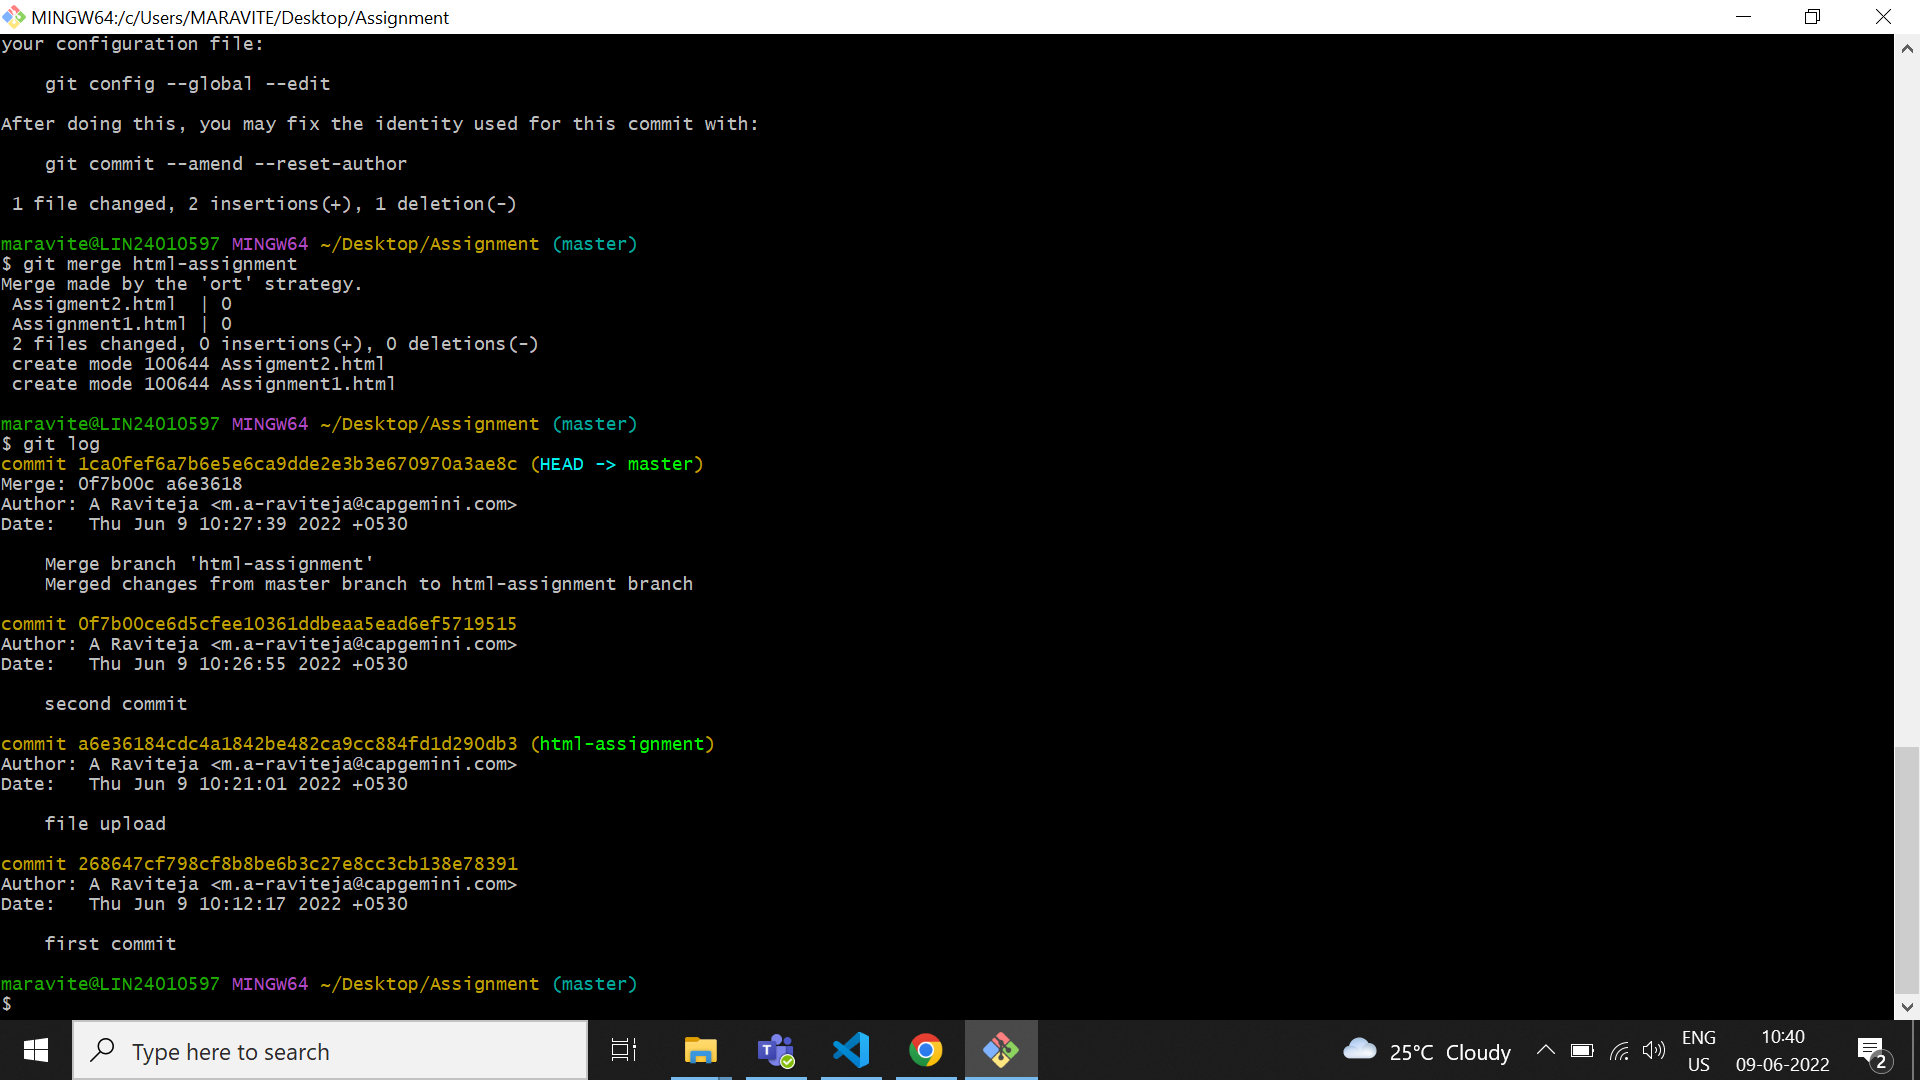 MINGW64:/c/Users/MARAVITE/Desktop/Assignment
your configuration file:
git config --global --edit
After doing this, you may fix the identity used for this commit with:
git commit --amend --reset-author
1 file changed, 2 insertions(+), 1 deletion(-)
maravite@LIN24010597 MINGW64 ~/Desktop/Assignment (master)
$ git merge html-assignment
Merge made by the 'ort' strategy.
Assigment2.html | 0
Assignment1.html | 0
2 files changed, 0 insertions(+), 0 deletions(-)
create mode 100644 Assigment2.html
create mode 100644 Assignment1.html
maravite@LIN24010597 MINGW64 ~/Desktop/Assignment (master)
$ git log
commit 1ca0fef6a7b6e5e6ca9dde2e3b3e670970a3ae8c (HEAD -> master)
Merge: 0f7b00c a6e3618
Author: A Raviteja <m.a-raviteja@capgemini.com>
Date: Thu Jun 9 10:27:39 2022 +0530
Merge branch 'html-assignment'
Merged changes from master branch to html-assignment branch
commit 0f7b00ce6d5cfee10361ddbeaa5ead6ef5719515
Author: A Raviteja <m.a-raviteja@capgemini.com>
Date: Thu Jun 9 10:26:55 2022 +0530
second commit
commit a6e36184cdc4a1842be482ca9cc884fd1d290db3 (html-assignment)
Author: A Raviteja <m.a-raviteja@capgemini.com>
Date: Thu Jun 9 10:21:01 2022 +0530
file upload
commit 268647cf798cf8b8be6b3c27e8cc3cb138e78391
Author: A Raviteja <m.a-raviteja@capgemini.com>
Date: Thu Jun 9 10:12:17 2022 +0530
first commit
maravite@LIN24010597 MINGW64 ~/Desktop/Assignment (master)
$
Type here to search
25°C Cloudy
ENG
US
10:40
09-06-2022
2